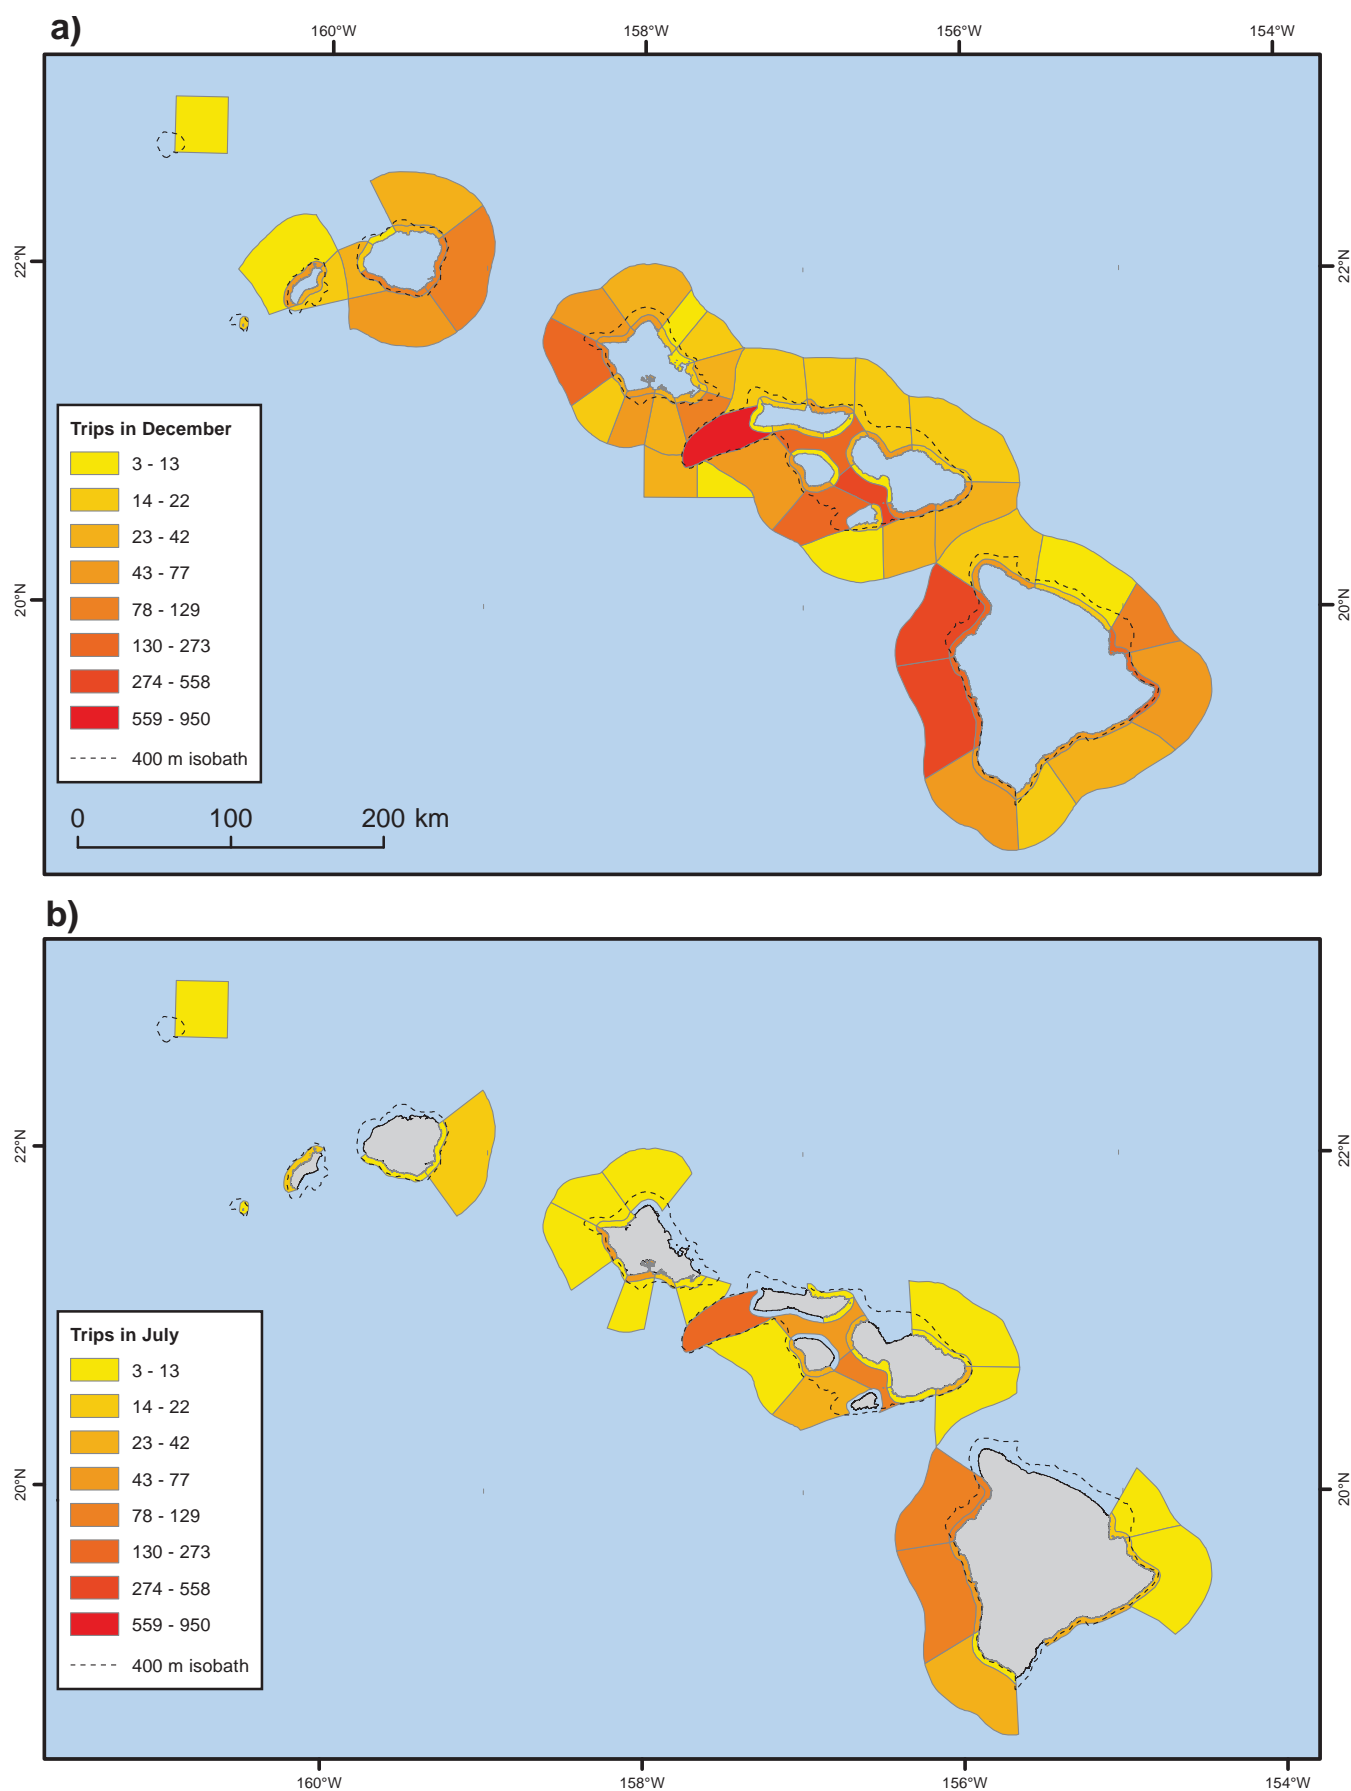 a)
160°W 158°W 156°W 154°W
22°N 22°N
20°N 20°N
Trips in December
3 - 13
14 - 22
23 - 42
43 - 77
78 - 129
130 - 273
274 - 558
559 - 950
400 m isobath
0 100 200 km
b)
22°N 22°N
20°N 20°N
Trips in July
3 - 13
14 - 22
23 - 42
43 - 77
78 - 129
130 - 273
274 - 558
559 - 950
400 m isobath
160°W 158°W 156°W 154°W